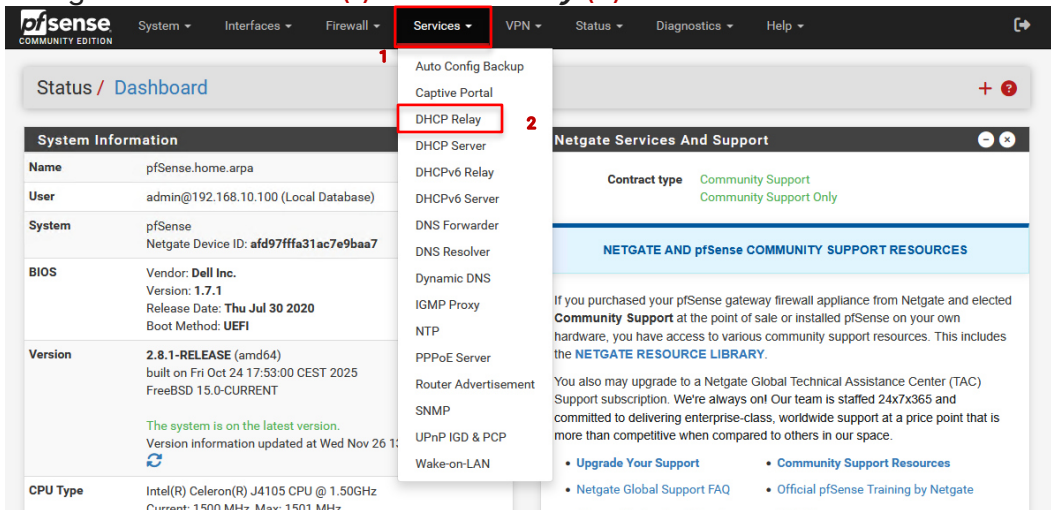 (1)
(2)
pfsense
COMMUNITY EDITION
System
Interfaces
Firewall
Services
VPN
Status
Diagnostics
Help
1
Status / Dashboard
Auto Config Backup
Captive Portal
DHCP Relay
2
DHCP Server
DHCPv6 Relay
DHCPv6 Server
DNS Forwarder
DNS Resolver
Dynamic DNS
IGMP Proxy
NTP
PPPoE Server
Router Advertisement
SNMP
UPnP IGD & PCP
Wake-on-LAN
System Information
Name pfSense.home.arpa
User admin@192.168.10.100 (Local Database)
System pfSense
Netgate Device ID: afd97fffa31ac7e9baa7
BIOS Vendor: Dell Inc.
Version: 1.7.1
Release Date: Thu Jul 30 2020
Boot Method: UEFI
Version 2.8.1-RELEASE (amd64)
built on Fri Oct 24 17:53:00 CEST 2025
FreeBSD 15.0-CURRENT
The system is on the latest version.
Version information updated at Wed Nov 26 1
CPU Type Intel(R) Celeron(R) J4105 CPU @ 1.50GHz
Current: 1500 MHz, Max: 1501 MHz
Netgate Services And Support
Contract type Community Support
Community Support Only
NETGATE AND pfSense COMMUNITY SUPPORT RESOURCES
If you purchased your pfSense gateway firewall appliance from Netgate and elected
Community Support at the point of sale or installed pfSense on your own
hardware, you have access to various community support resources. This includes
the NETGATE RESOURCE LIBRARY.
You also may upgrade to a Netgate Global Technical Assistance Center (TAC)
Support subscription. We're always on! Our team is staffed 24x7x365 and
committed to delivering enterprise-class, worldwide support at a price point that is
more than competitive when compared to others in our space.
• Upgrade Your Support
• Community Support Resources
• Netgate Global Support FAQ
• Official pfSense Training by Netgate